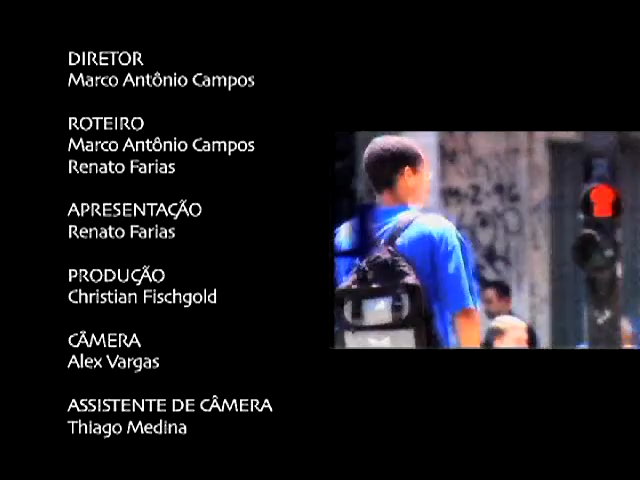 DIRETOR
Marco Antônio Campos
ROTEIRO
Marco Antônio Campos
Renato Farias
APRESENTAÇÃO
Renato Farias
PRODUÇÃO
Christian Fischgold
CÂMERA
Alex Vargas
ASSISTENTE DE CÂMERA
Thiago Medina